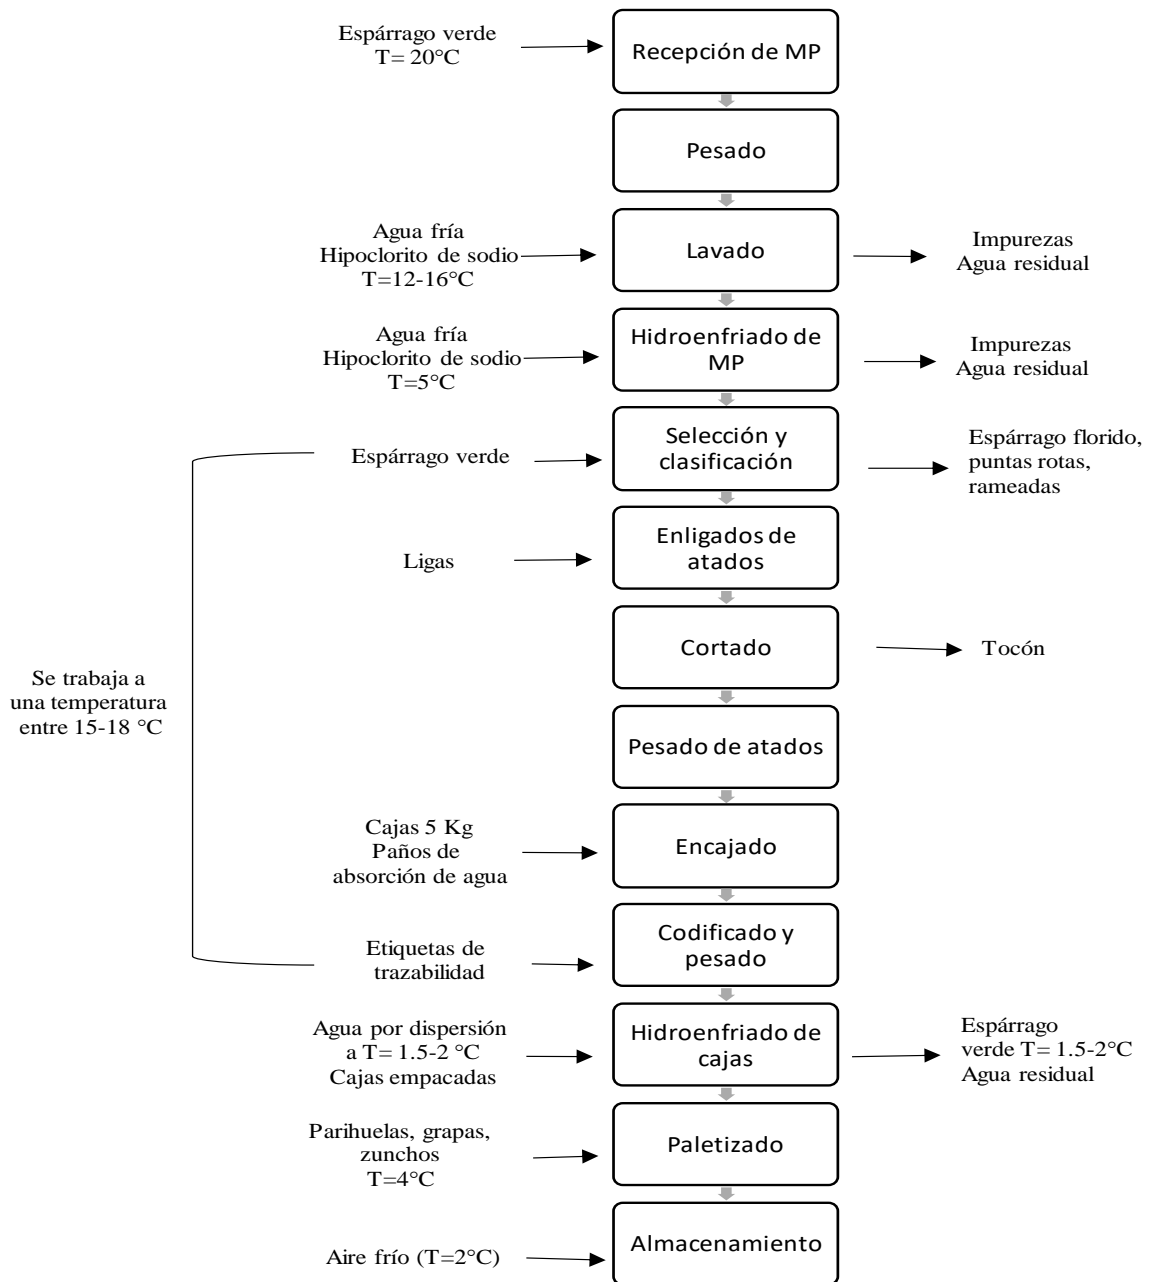 Espárrago verde
T= 20°C
Recepción de MP
Pesado
Agua fría
Hipoclorito de sodio
T=12-16°C
Lavado
Impurezas
Agua residual
Agua fría
Hipoclorito de sodio
T=5°C
Hidroenfriado de
MP
Impurezas
Agua residual
Espárrago verde
Selección y
clasificación
Espárrago florido,
puntas rotas,
rameadas
Ligas
Enligados de
atados
Cortado
Tocón
Se trabaja a
una temperatura
entre 15-18 °C
Pesado de atados
Cajas 5 Kg
Paños de
absorción de agua
Encajado
Etiquetas de
trazabilidad
Codificado y
pesado
Agua por dispersión
a T= 1.5-2 °C
Cajas empacadas
Hidroenfriado de
cajas
Espárrago
verde T= 1.5-2°C
Agua residual
Parihuelas, grapas,
zunchos
T=4°C
Paletizado
Aire frío (T=2°C)
Almacenamiento